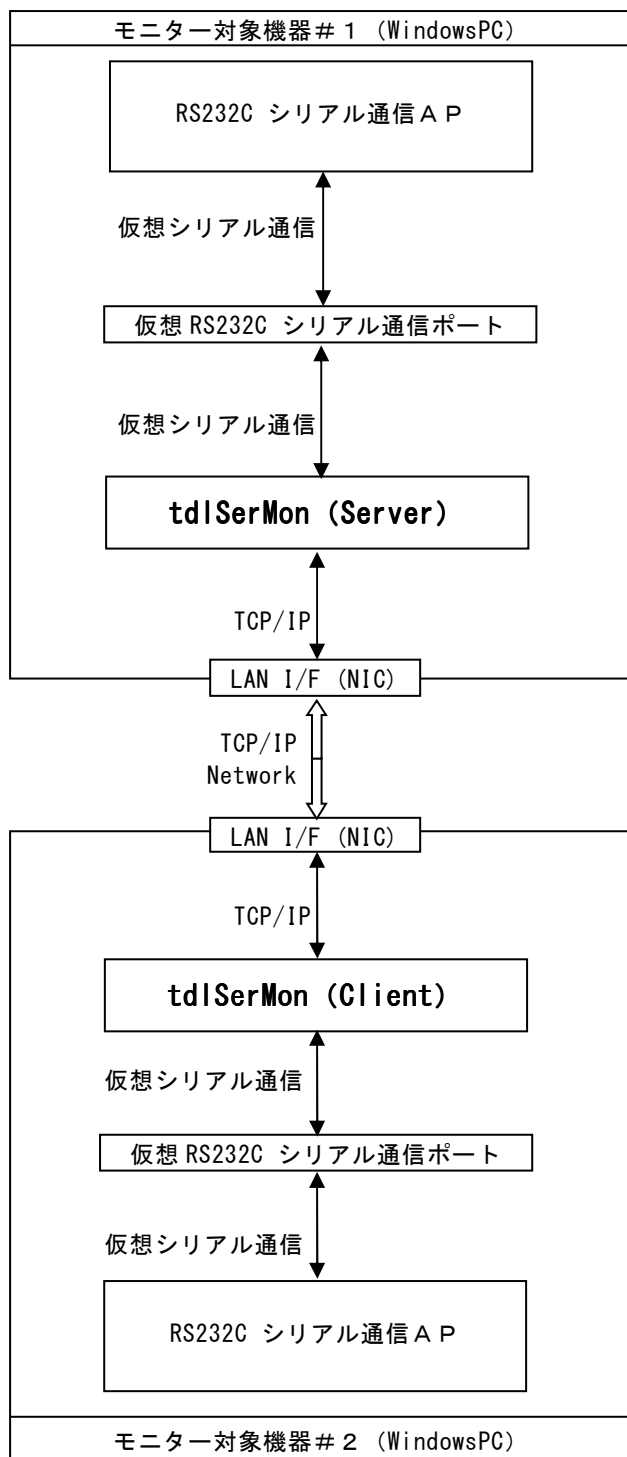 モニター対象機器＃１ (WindowsPC)
RS232C シリアル通信ＡＰ
仮想シリアル通信
仮想 RS232C シリアル通信ポート
仮想シリアル通信
tdlSerMon (Server)
TCP/IP
LAN I/F (NIC)
TCP/IP
Network
LAN I/F (NIC)
TCP/IP
tdlSerMon (Client)
仮想シリアル通信
仮想 RS232C シリアル通信ポート
仮想シリアル通信
RS232C シリアル通信ＡＰ
モニター対象機器＃２ (WindowsPC)